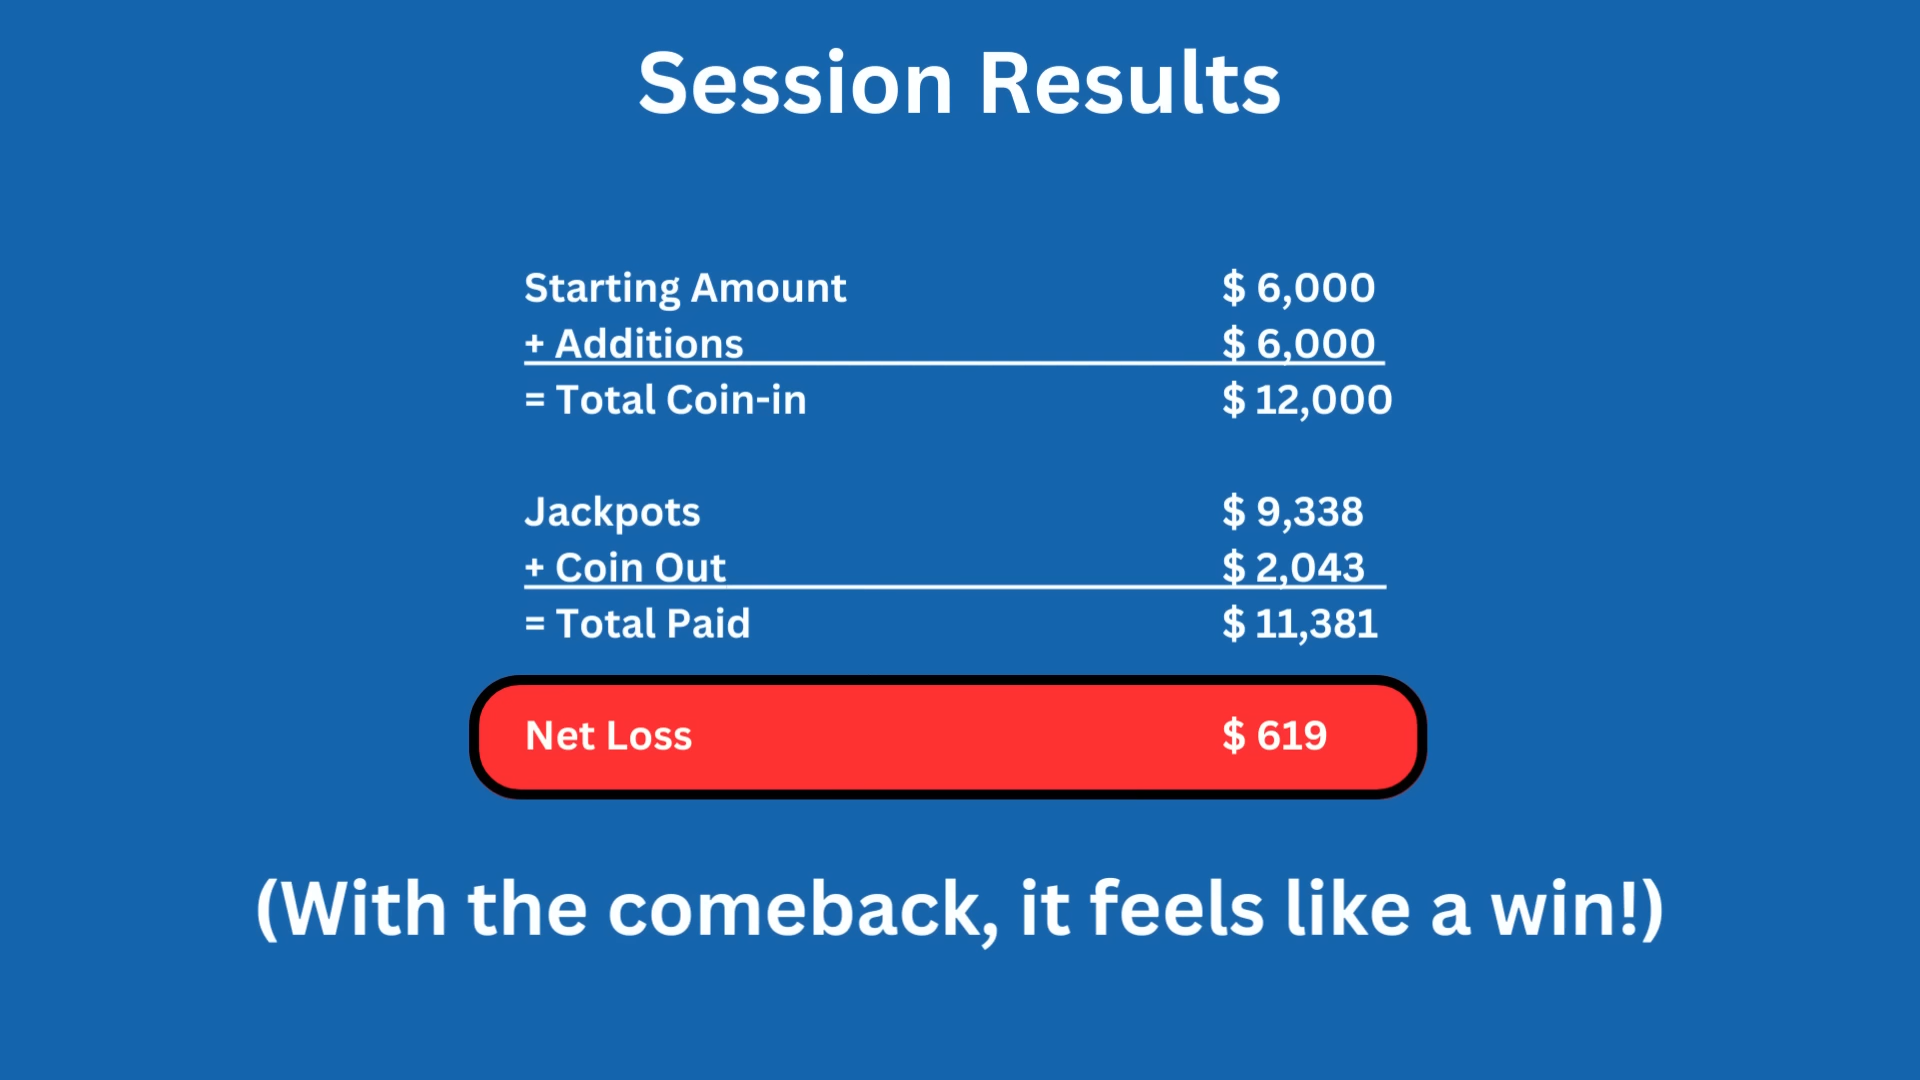 Session Results
Starting Amount $ 6,000
+ Additions $ 6,000
= Total Coin-in $ 12,000
Jackpots $ 9,338
+ Coin Out $ 2,043
= Total Paid $ 11,381
Net Loss $ 619
(With the comeback, it feels like a win!)